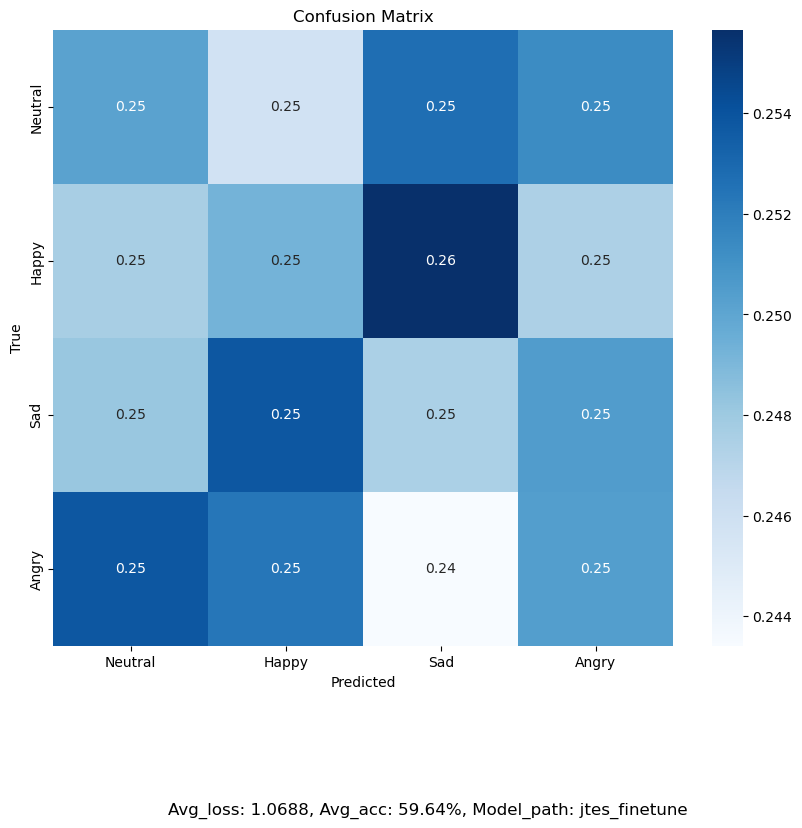 Confusion Matrix
Neutral 0.25 0.25 0.25 0.25
Happy 0.25 0.25 0.26 0.25
Sad 0.25 0.25 0.25 0.25
Angry 0.25 0.25 0.24 0.25
True
Neutral Happy Sad Angry
Predicted
0.254
0.252
0.250
0.248
0.246
0.244
Avg_loss: 1.0688, Avg_acc: 59.64%, Model_path: jtes_finetune